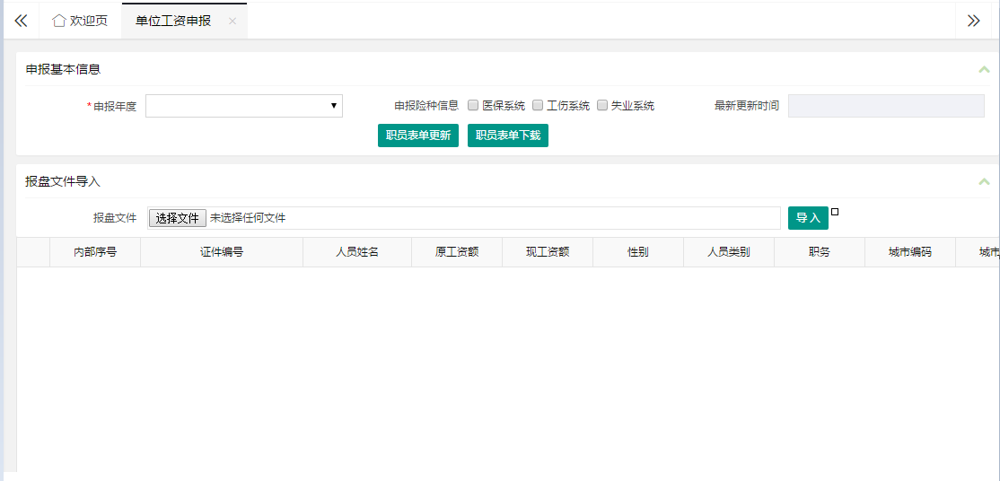 欢迎页 单位工资申报 ×
申报基本信息
*申报年度 申报险种信息 医保系统 工伤系统 失业系统 最新更新时间
职员表单更新 职员表单下载
报盘文件导入
报盘文件 选择文件 未选择任何文件 导入
内部序号 证件编号 人员姓名 原工资额 现工资额 性别 人员类别 职务 城市编码 城市